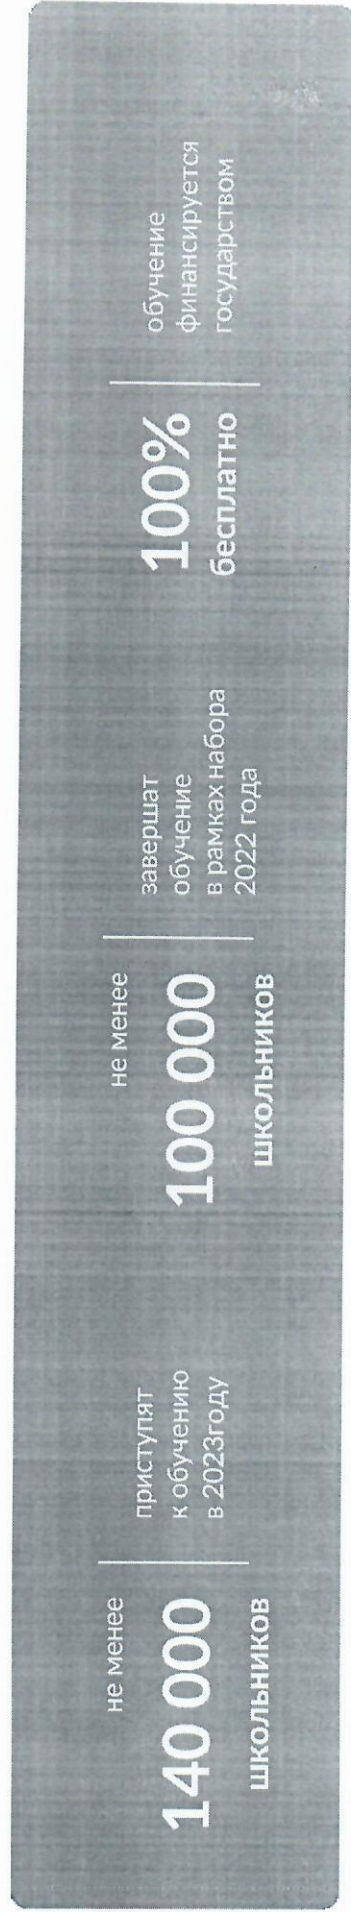 не менее
140 000
школьников
приступят
к обучению
в 2023году
не менее
100 000
школьников
завершат
обучение
в рамках набора
2022 года
100%
бесплатно
обучение
финансируется
государством